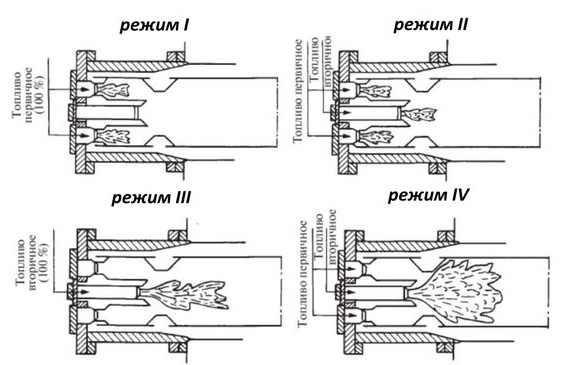 режим I
Топливо
первичное
(100 %)
режим II
Топливо первичное
Топливо
вторичное
режим III
Топливо
вторичное
(100 %)
режим IV
Топливо первичное
Топливо
вторичное